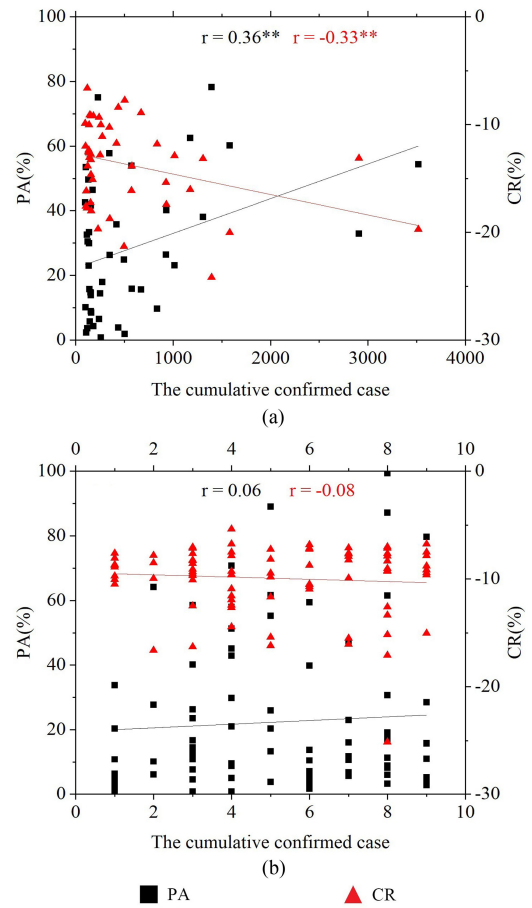 (a)
r = 0.36** r = -0.33**
100
80
60
40
20
0
PA(%)
0
-10
-20
-30
CR(%)
0 1000 2000 3000 4000
The cumulative confirmed case
(b)
0 2 4 6 8 10
r = 0.06 r = -0.08
100
80
60
40
20
0
PA(%)
0
-10
-20
-30
CR(%)
0 2 4 6 8 10
The cumulative confirmed case
PA CR